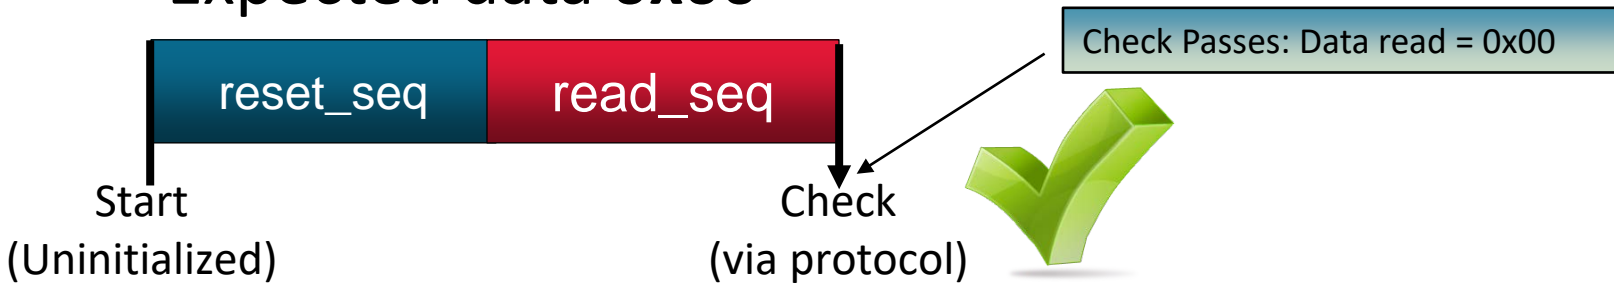 Check Passes: Data read = 0x00
reset_seq read_seq
Start
(Uninitialized)
Check
(via protocol)